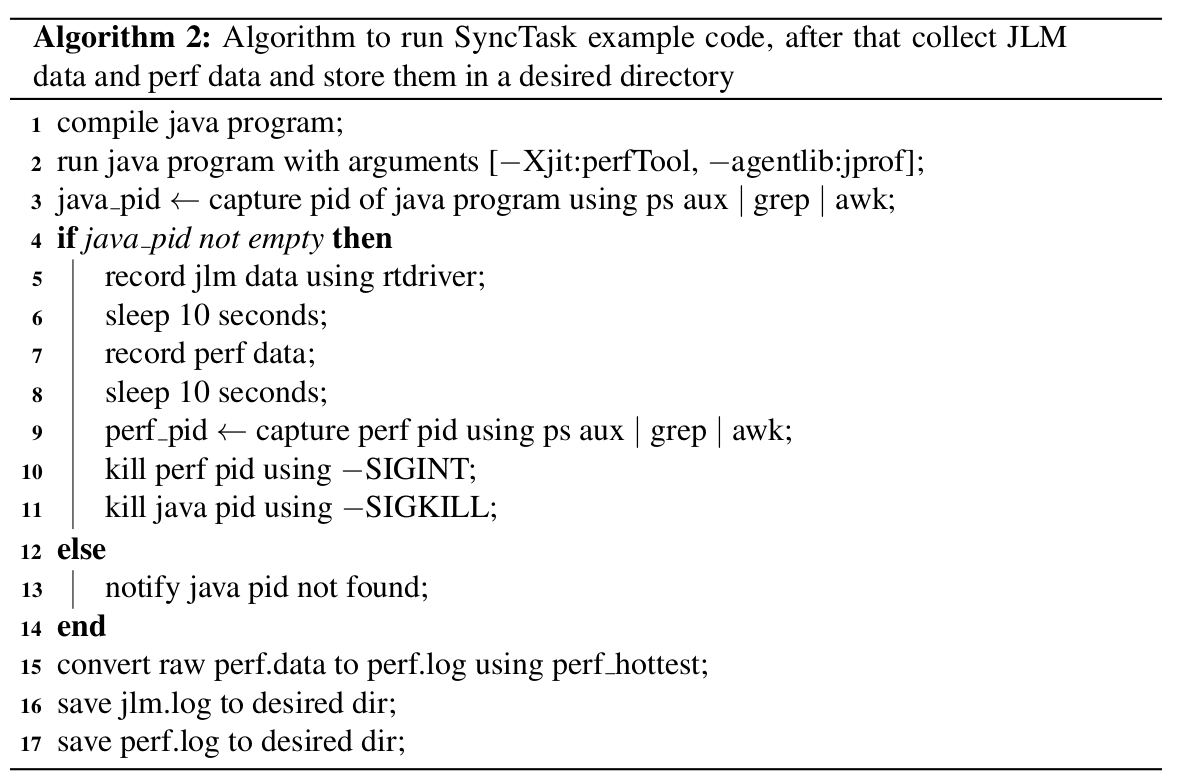 Algorithm 2: Algorithm to run SyncTask example code, after that collect JLM
data and perf data and store them in a desired directory
1 compile java program;
2 run java program with arguments [−Xjit:perfTool, −agentlib:jprof];
3 java_pid ← capture pid of java program using ps aux | grep | awk;
4 if java_pid not empty then
5 record jlm data using rtdriver;
6 sleep 10 seconds;
7 record perf data;
8 sleep 10 seconds;
9 perf_pid ← capture perf pid using ps aux | grep | awk;
10 kill perf pid using −SIGINT;
11 kill java pid using −SIGKILL;
12 else
13 notify java pid not found;
14 end
15 convert raw perf.data to perf.log using perf_hottest;
16 save jlm.log to desired dir;
17 save perf.log to desired dir;